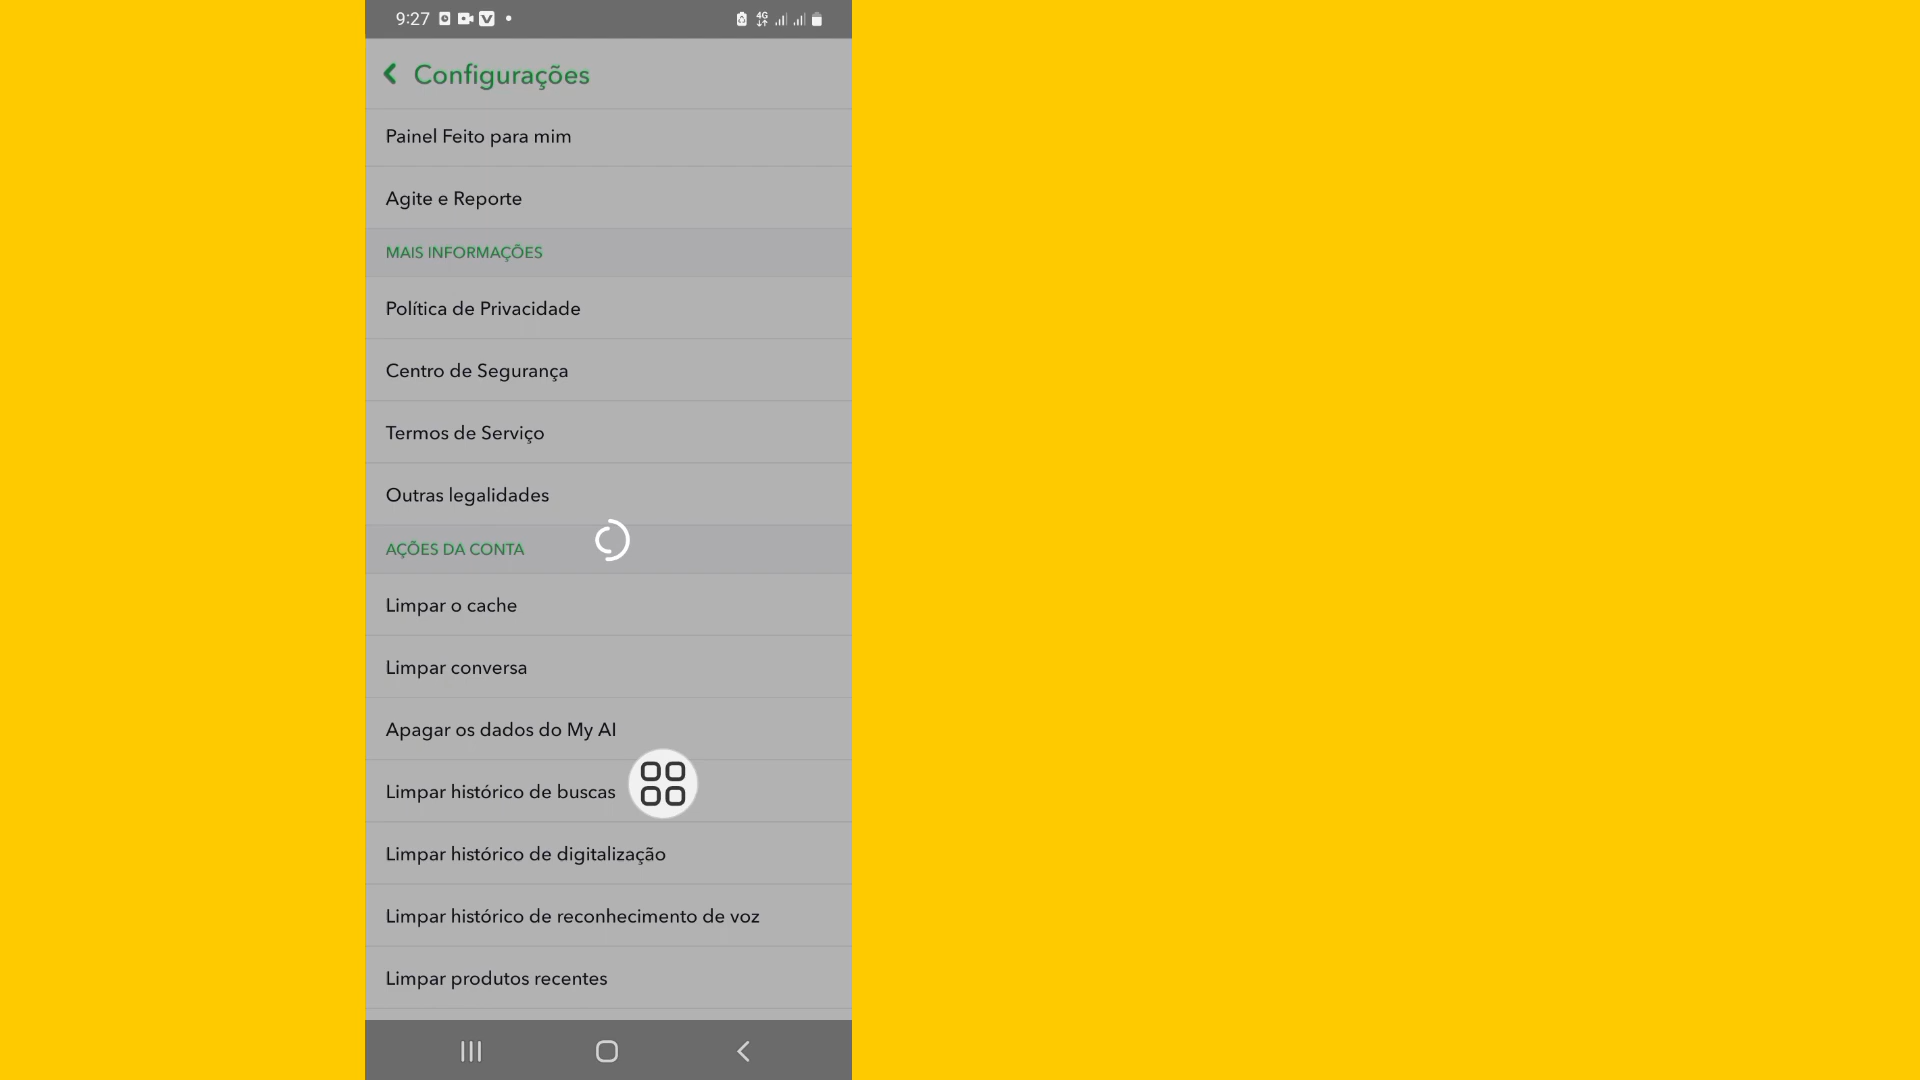 9:27
4G
Configurações
Painel Feito para mim
Agite e Reporte
MAIS INFORMAÇÕES
Política de Privacidade
Centro de Segurança
Termos de Serviço
Outras legalidades
AÇÕES DA CONTA
Limpar o cache
Limpar conversa
Apagar os dados do My AI
Limpar histórico de buscas
Limpar histórico de digitalização
Limpar histórico de reconhecimento de voz
Limpar produtos recentes